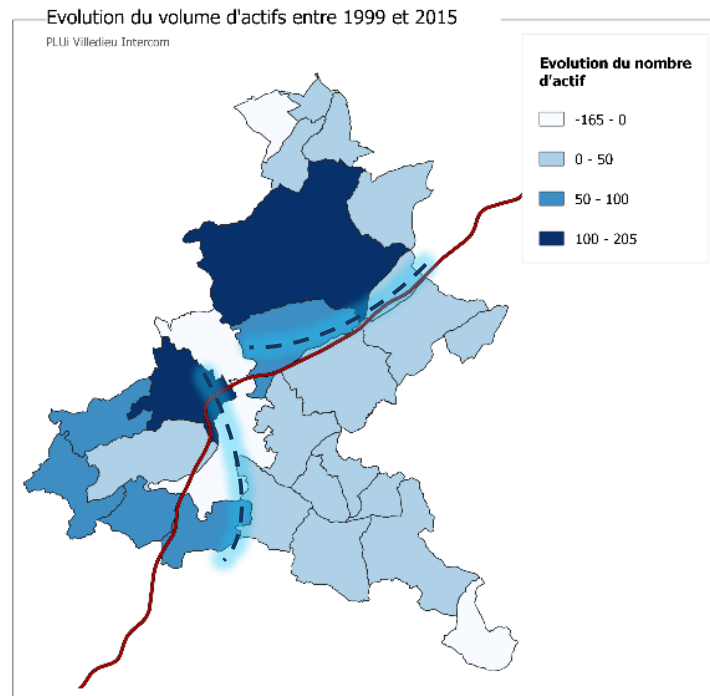 Evolution du volume d'actifs entre 1999 et 2015
PLUi Villedieu Intercom
Evolution du nombre
d'actif
-165 - 0
0 - 50
50 - 100
100 - 205